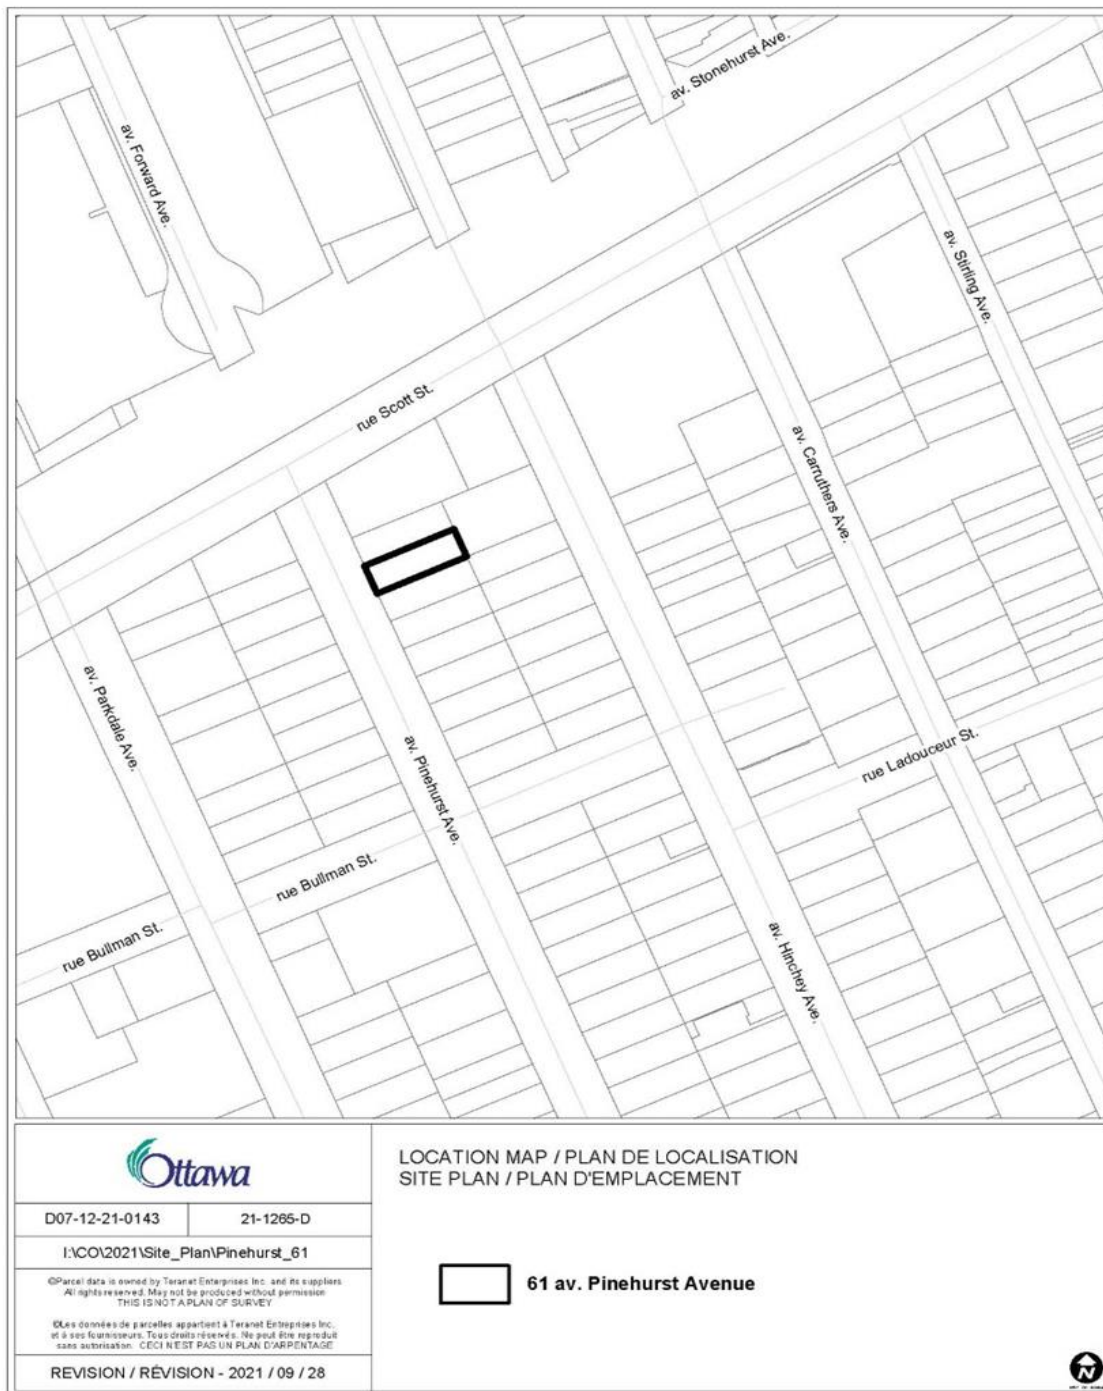 av. Stonehurst Ave.
av. Forward Ave.
av. Stirling Ave.
rue Scott St.
av. Carruthers Ave.
av. Parkdale Ave.
av. Pinehurst Ave.
rue Ladouceur St.
rue Bullman St.
rue Bullman St.
av. Hinchey Ave.
Ottawa
D07-12-21-0143 21-1265-D
I:\CO\2021\Site_Plan\Pinehurst_61
©Parcel data is owned by Teranet Enterprises Inc. and its suppliers
All rights reserved. May not be produced without permission
THIS IS NOT A PLAN OF SURVEY
©Les données de parcelles appartient à Teranet Entreprises Inc.
et à ses fournisseurs. Tous droits réservés. Ne peut être reproduit
sans autorisation. CECI N'EST PAS UN PLAN D'ARPENTAGE
REVISION / RÉVISION - 2021 / 09 / 28
LOCATION MAP / PLAN DE LOCALISATION
SITE PLAN / PLAN D'EMPLACEMENT
61 av. Pinehurst Avenue
N